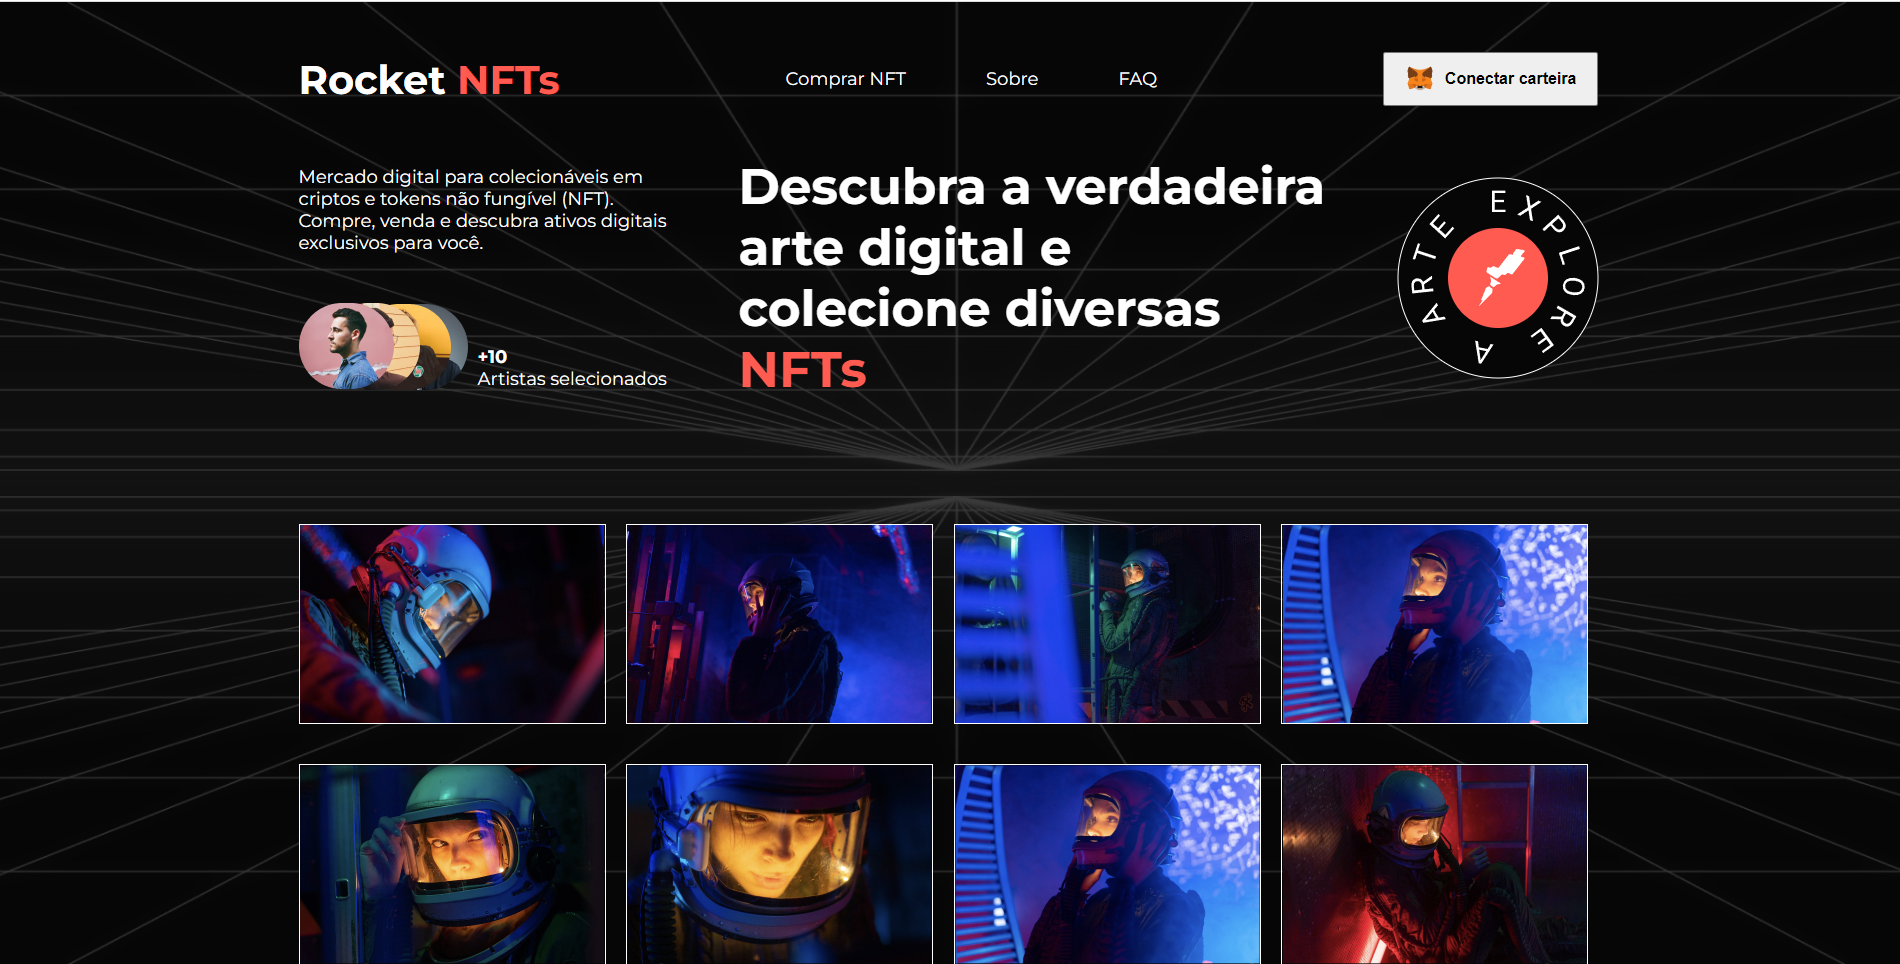 Rocket NFTs
Comprar NFT
Sobre
FAQ
Conectar carteira
Mercado digital para colecionáveis em
criptos e tokens não fungível (NFT).
Compre, venda e descubra ativos digitais
exclusivos para você.
+10
Artistas selecionados
Descubra a verdadeira
arte digital e
colecione diversas
NFTs
EXPLORE A ARTE